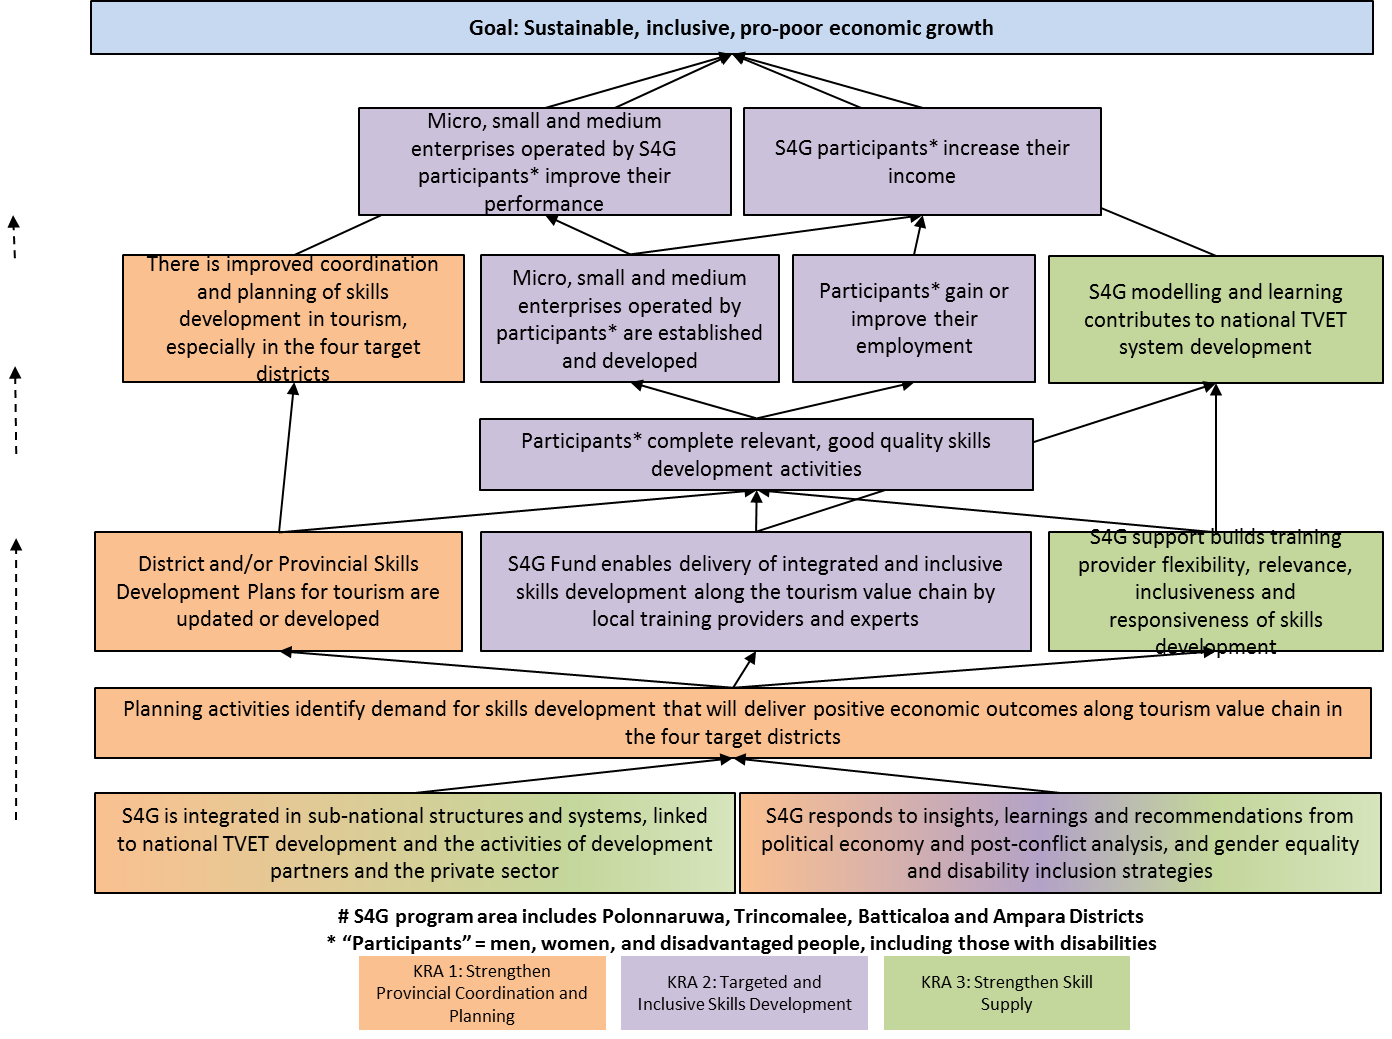 Goal: Sustainable, inclusive, pro-poor economic growth
Micro, small and medium
enterprises operated by S4G
participants* improve their
performance
S4G participants* increase their
income
There is improved coordination
and planning of skills
development in tourism,
especially in the four target
districts
Micro, small and medium
enterprises operated by
participants* are established
and developed
Participants* gain or
improve their
employment
S4G modelling and learning
contributes to national TVET
system development
Participants* complete relevant, good quality skills
development activities
District and/or Provincial Skills
Development Plans for tourism are
updated or developed
S4G Fund enables delivery of integrated and inclusive
skills development along the tourism value chain by
local training providers and experts
S4G support builds training
provider flexibility, relevance,
inclusiveness and
responsiveness of skills
development
Planning activities identify demand for skills development that will deliver positive economic outcomes along tourism value chain in
the four target districts
S4G is integrated in sub-national structures and systems, linked
to national TVET development and the activities of development
partners and the private sector
S4G responds to insights, learnings and recommendations from
political economy and post-conflict analysis, and gender equality
and disability inclusion strategies
# S4G program area includes Polonnaruwa, Trincomalee, Batticaloa and Ampara Districts
* “Participants” = men, women, and disadvantaged people, including those with disabilities
KRA 1: Strengthen
Provincial Coordination and
Planning
KRA 2: Targeted and
Inclusive Skills Development
KRA 3: Strengthen Skill
Supply